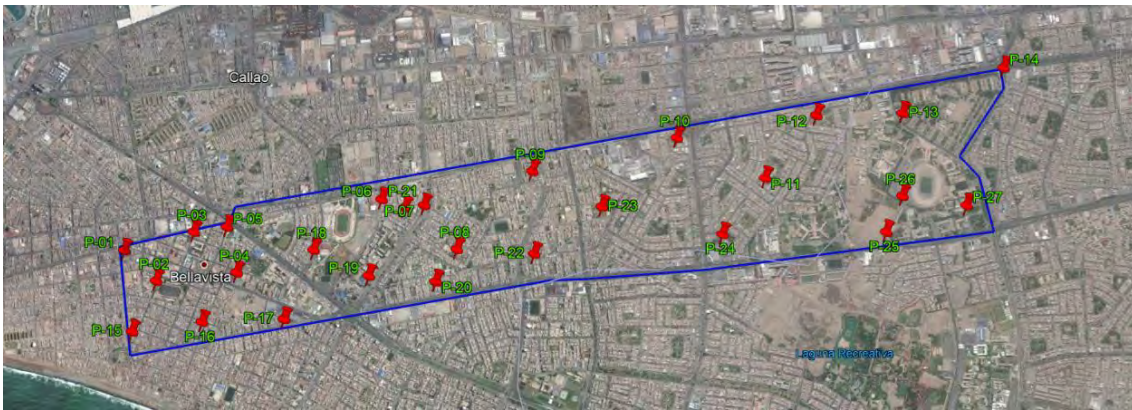 P-14
Callao
P-12
P-13
P-10
P-09
P-11
P-06
P-21
P-26
P-07
P-23
P-27
P-03
P-05
P-01
P-18
P-08
P-24
P-22
P-25
P-02
P-04
Bellavista
P-19
P-20
P-15
P-16
P-17
Laguna Recreativa